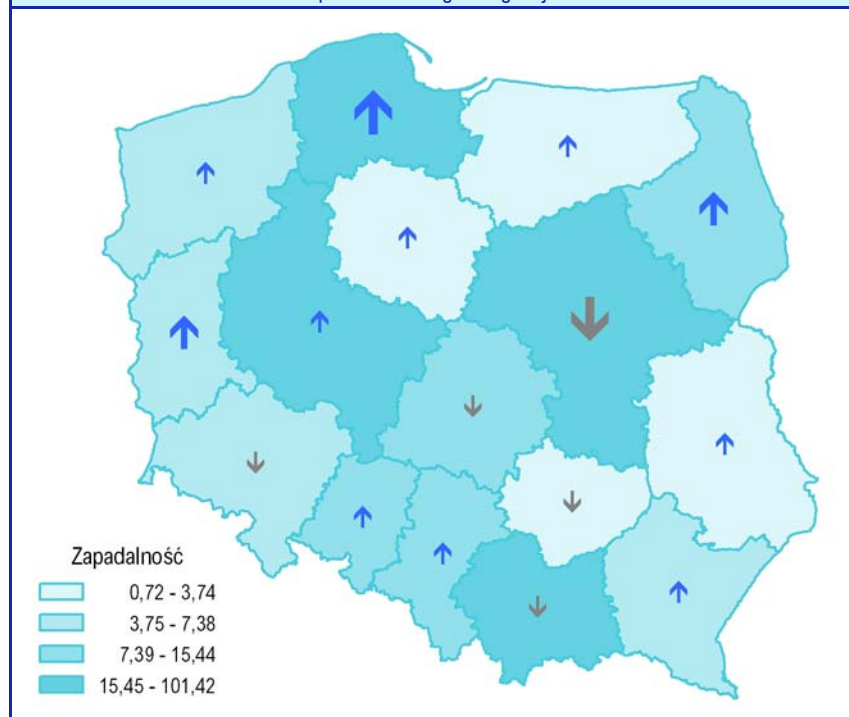 Zapadalność
0,72 - 3,74
3,75 - 7,38
7,39 - 15,44
15,45 - 101,42